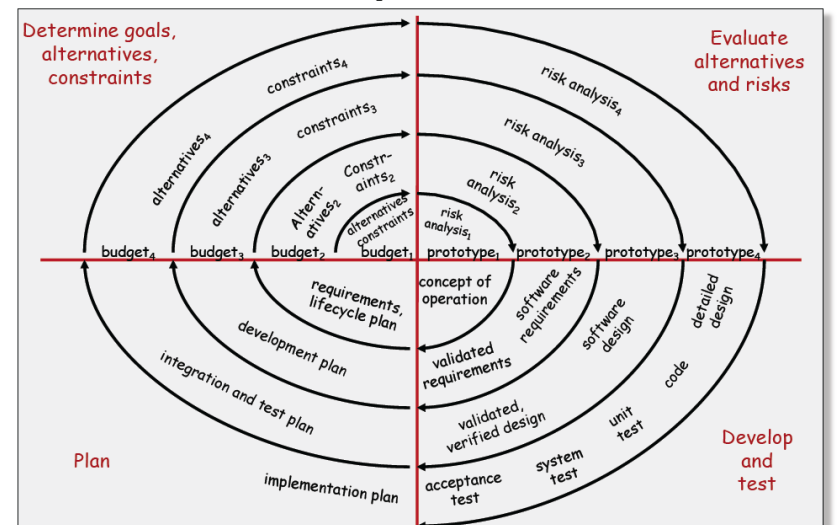 Determine goals,
alternatives,
constraints
Evaluate
alternatives
and risks
constraints₄
alternatives₄
constraints₃
alternatives₃
Constr-
aints₂
Altern-
atives₂
alternatives
constraints
risk analysis₄
risk analysis₃
risk
analysis₂
risk
analysis₁
budget₄
budget₃
budget₂
budget₁
prototype₁
prototype₂
prototype₃
prototype₄
requirements,
lifecycle plan
development plan
integration and test plan
implementation plan
Plan
concept of
operation
software
requirements
validated
requirements
software
design
validated,
verified design
detailed
design
code
unit
test
system
test
acceptance
test
Develop
and
test